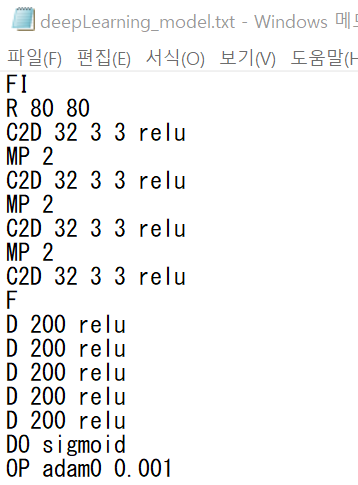 deepLearning_model.txt - Windows 메
파일(F) 편집(E) 서식(O) 보기(V) 도움말(H
FI
R 80 80
C2D 32 3 3 relu
MP 2
C2D 32 3 3 relu
MP 2
C2D 32 3 3 relu
MP 2
C2D 32 3 3 relu
F
D 200 relu
D 200 relu
D 200 relu
D 200 relu
D 200 relu
DO sigmoid
OP adam0 0.001